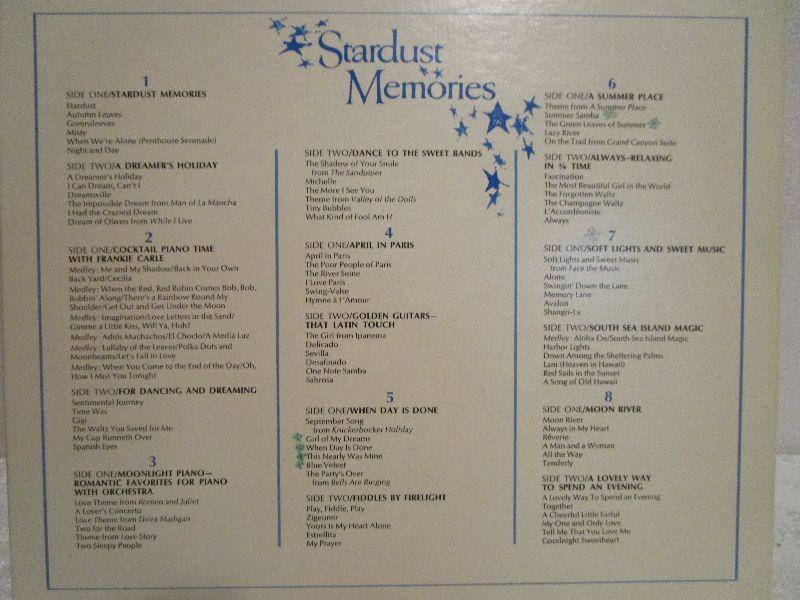 Stardust
Memories
1
SIDE ONE/STARDUST MEMORIES
Stardust
Autumn Leaves
Greensleeves
Misty
When We're Alone (Penthouse Serenade)
Night and Day
SIDE TWO/A DREAMER'S HOLIDAY
A Dreamer's Holiday
I Can Dream, Can't I
Dreamsville
The Impossible Dream from Man of La Mancha
I Had the Craziest Dream
Dream of Olwen from While I Live
2
SIDE ONE/COCKTAIL PIANO TIME
WITH FRANKIE CARLE
Medley: Me and My Shadow/Back in Your Own
Back Yard/Cecilia
Medley: When the Red, Red Robin Comes Bob, Bob,
Bobbin' Along/There's a Rainbow Round My
Shoulder/Get Out and Get Under the Moon
Medley: Imagination/Love Letters in the Sand/
Gimme a Little Kiss, Will Ya, Huh?
Medley: Adiós Muchachos/El Choclo/A Media Luz
Medley: Lullaby of the Leaves/Polka Dots and
Moonbeams/Let's Fall in Love
Medley: When You Come to the End of the Day/Oh,
How I Miss You Tonight
SIDE TWO/FOR DANCING AND DREAMING
Sentimental Journey
Time Was
Gigi
The Waltz You Saved for Me
My Cup Runneth Over
Spanish Eyes
3
SIDE ONE/MOONLIGHT PIANO—
ROMANTIC FAVORITES FOR PIANO
WITH ORCHESTRA
Love Theme from Romeo and Juliet
A Lover's Concerto
Love Theme from Elvira Madigan
Two for the Road
Theme from Love Story
Two Sleepy People
SIDE TWO/DANCE TO THE SWEET BANDS
The Shadow of Your Smile
from The Sandpiper
Michelle
The More I See You
Theme from Valley of the Dolls
Tiny Bubbles
What Kind of Fool Am I?
4
SIDE ONE/APRIL IN PARIS
April in Paris
The Poor People of Paris
The River Seine
I Love Paris
Swing-Valse
Hymne à l'Amour
SIDE TWO/GOLDEN GUITARS—
THAT LATIN TOUCH
The Girl from Ipanema
Delicado
Sevilla
Desafinado
One Note Samba
Sabrosa
5
SIDE ONE/WHEN DAY IS DONE
September Song
from Knickerbocker Holiday
Girl of My Dreams
When Day Is Done
This Nearly Was Mine
Blue Velvet
The Party's Over
from Bells Are Ringing
SIDE TWO/FIDDLES BY FIRELIGHT
Play, Fiddle, Play
Zigeuner
Yours Is My Heart Alone
Estrellita
My Prayer
6
SIDE ONE/A SUMMER PLACE
Theme from A Summer Place
Summer Samba
The Green Leaves of Summer
Lazy River
On the Trail from Grand Canyon Suite
SIDE TWO/ALWAYS—RELAXING
IN ¾ TIME
Fascination
The Most Beautiful Girl in the World
The Forgotten Waltz
The Champagne Waltz
L'Accordéoniste
Always
7
SIDE ONE/SOFT LIGHTS AND SWEET MUSIC
Soft Lights and Sweet Music
from Face the Music
Alone
Swingin' Down the Lane
Memory Lane
Avalon
Shangri-La
SIDE TWO/SOUTH SEA ISLAND MAGIC
Medley: Aloha Oe/South Sea Island Magic
Harbor Lights
Down Among the Sheltering Palms
Lani (Heaven in Hawaii)
Red Sails in the Sunset
A Song of Old Hawaii
8
SIDE ONE/MOON RIVER
Moon River
Always in My Heart
Rêverie
A Man and a Woman
All the Way
Tenderly
SIDE TWO/A LOVELY WAY
TO SPEND AN EVENING
A Lovely Way To Spend an Evening
Together
A Cheerful Little Earful
My One and Only Love
Tell Me That You Love Me
Goodnight Sweetheart